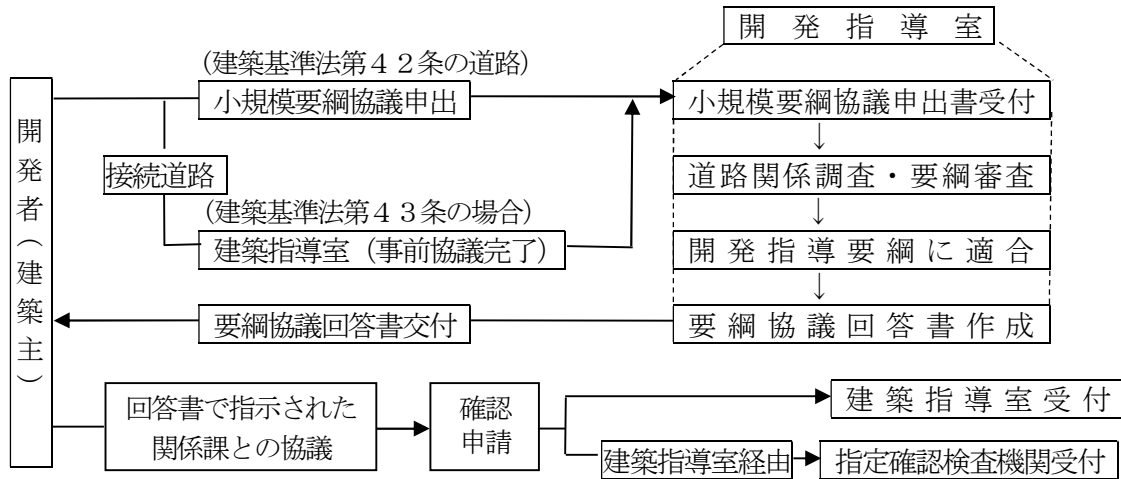 開発指導室
(建築基準法第４２条の道路)
小規模要綱協議申出
小規模要綱協議申出書受付
開発者(建築主)
接続道路
道路関係調査・要綱審査
(建築基準法第４３条の場合)
建築指導室（事前協議完了）
開発指導要綱に適合
要綱協議回答書交付
要綱協議回答書作成
回答書で指示された
関係課との協議
確認
申請
建築指導室受付
建築指導室経由
指定確認検査機関受付